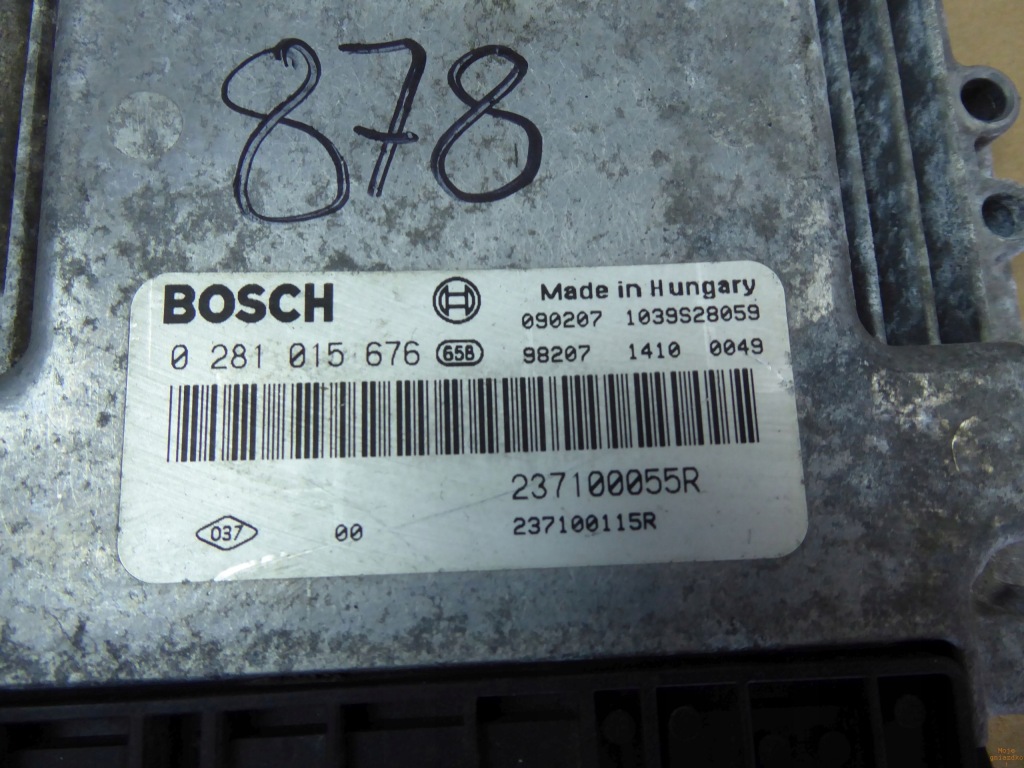 878
BOSCH Made in Hungary
090207 1039S28059
0 281 015 676 658 98207 1410 0049
237100055R
037 00 237100115R
Moje